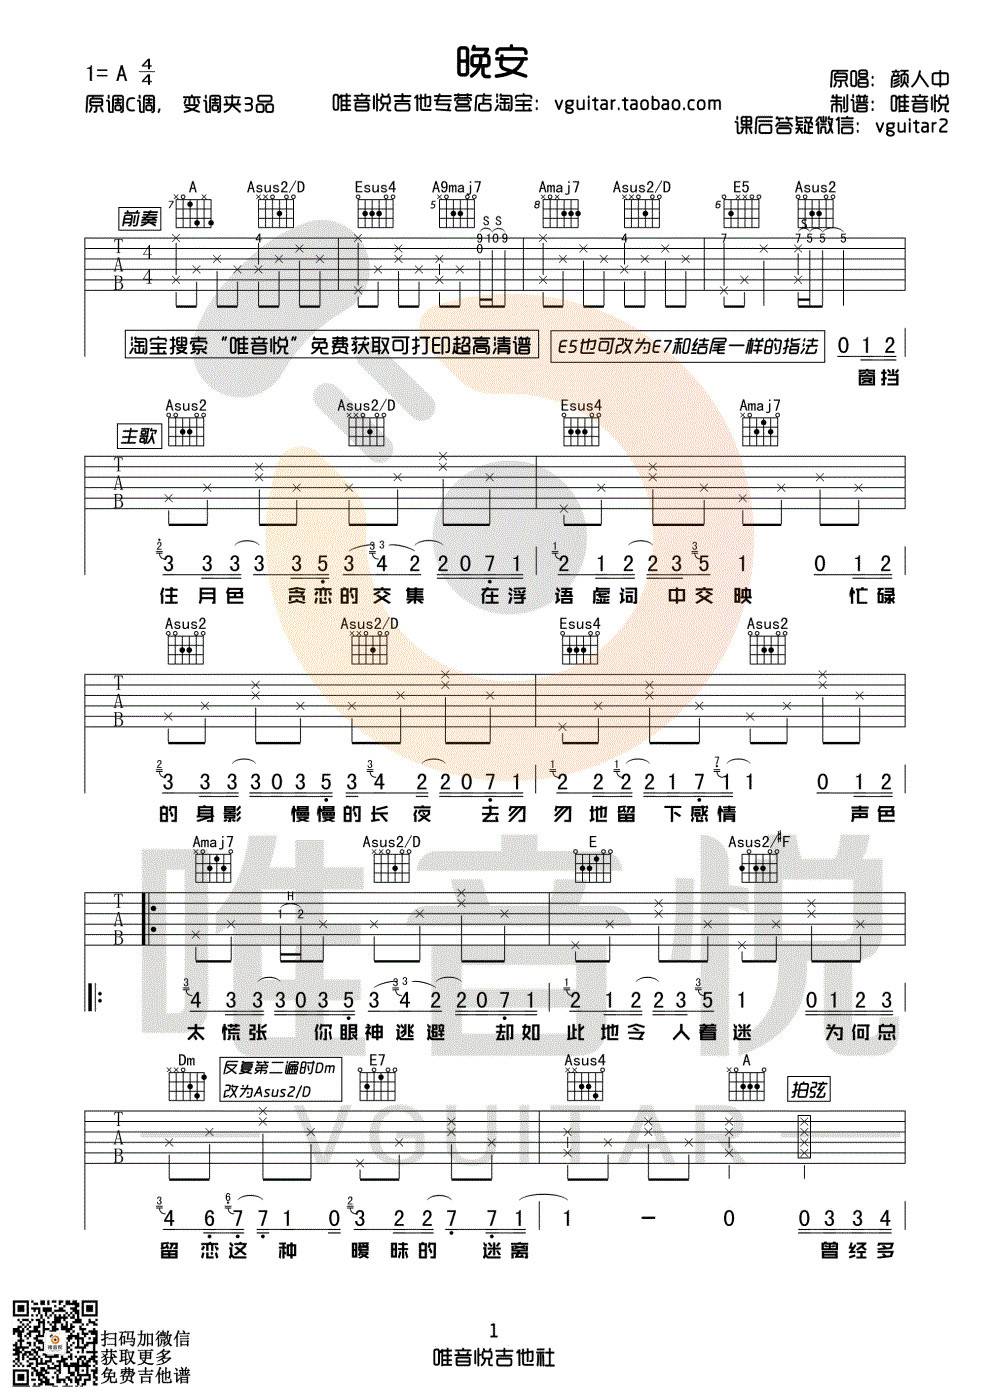 晚安
1= A 4/4
原唱：颜人中
原调C调， 变调夹3品
唯音悦吉他专营店淘宝：vguitar.taobao.com
制谱：唯音悦
课后答疑微信：vguitar2
A Asus2/D Esus4 A9maj7 Amaj7 Asus2/D E5 Asus2
前奏 7 5 8 6
S S S
T A B 4 4 4 9 10 9 0 4 7 7 5 5 5
淘宝搜索“唯音悦”免费获取可打印超高清谱 E5也可改为E7和结尾一样的指法 0 1 2
窗挡
Asus2 Asus2/D Esus4 Amaj7
主歌
T A B
3 3 3 3 3 5 3 4 2 2 0 7 1 2 1 2 2 3 5 1 0 1 2
住 月色 贪恋的交集 在浮 语虚词 中交映 忙碌
Asus2 Asus2/D Esus4 Asus2
T A B
3 3 3 3 0 3 5 3 4 2 2 0 7 1 2 2 2 2 1 7 1 1 0 1 2
的身影 慢慢的长夜 去勿 勿地留 下感情 声色
Amaj7 Asus2/D E Asus2/#F
H
T A B 1 2
4 3 3 3 0 3 5 3 4 2 2 0 7 1 2 1 2 2 3 5 1 0 1 2 3
太慌张 你眼神逃避 却如 此地令 人着迷 为何总
Dm 反复第二遍时Dm E7 Asus4 A 拍弦
改为Asus2/D
T A B
4 6 7 7 1 0 3 2 2 7 7 1 1 – 0 0 3 3 4
留恋这 种 暧昧的 迷离 曾经多
唯音悦
VGUITAR
扫码加微信
获取更多
免费吉他谱
1
唯音悦吉他社